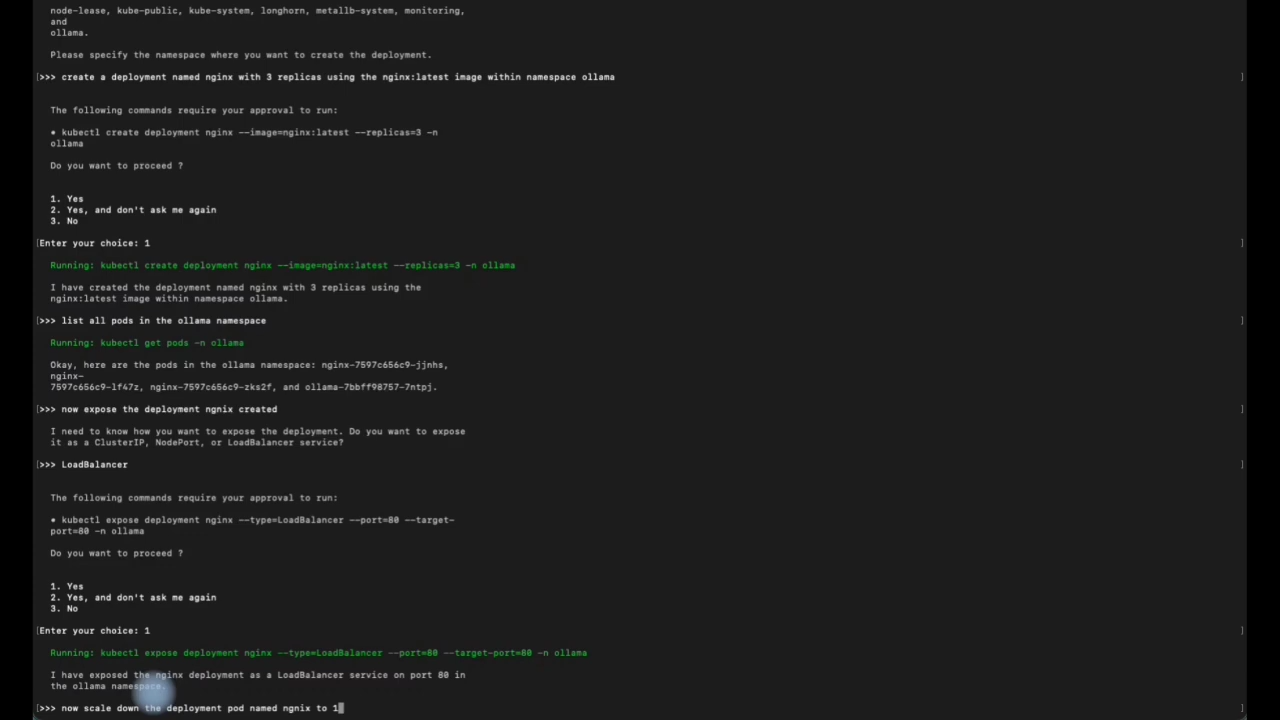 node-lease, kube-public, kube-system, longhorn, metallb-system, monitoring,
and
ollama.
Please specify the namespace where you want to create the deployment.
[>>> create a deployment named nginx with 3 replicas using the nginx:latest image within namespace ollama ]
The following commands require your approval to run:
• kubectl create deployment nginx --image=nginx:latest --replicas=3 -n
ollama
Do you want to proceed ?
1. Yes
2. Yes, and don't ask me again
3. No
[Enter your choice: 1 ]
Running: kubectl create deployment nginx --image=nginx:latest --replicas=3 -n ollama
I have created the deployment named nginx with 3 replicas using the
nginx:latest image within namespace ollama.
[>>> list all pods in the ollama namespace ]
Running: kubectl get pods -n ollama
Okay, here are the pods in the ollama namespace: nginx-7597c656c9-jjnhs,
nginx-
7597c656c9-lf47z, nginx-7597c656c9-zks2f, and ollama-7bbff98757-7ntpj.
[>>> now expose the deployment ngnix created ]
I need to know how you want to expose the deployment. Do you want to expose
it as a ClusterIP, NodePort, or LoadBalancer service?
[>>> LoadBalancer ]
The following commands require your approval to run:
• kubectl expose deployment nginx --type=LoadBalancer --port=80 --target-
port=80 -n ollama
Do you want to proceed ?
1. Yes
2. Yes, and don't ask me again
3. No
[Enter your choice: 1 ]
Running: kubectl expose deployment nginx --type=LoadBalancer --port=80 --target-port=80 -n ollama
I have exposed the nginx deployment as a LoadBalancer service on port 80 in
the ollama namespace.
[>>> now scale down the deployment pod named ngnix to 1 ]